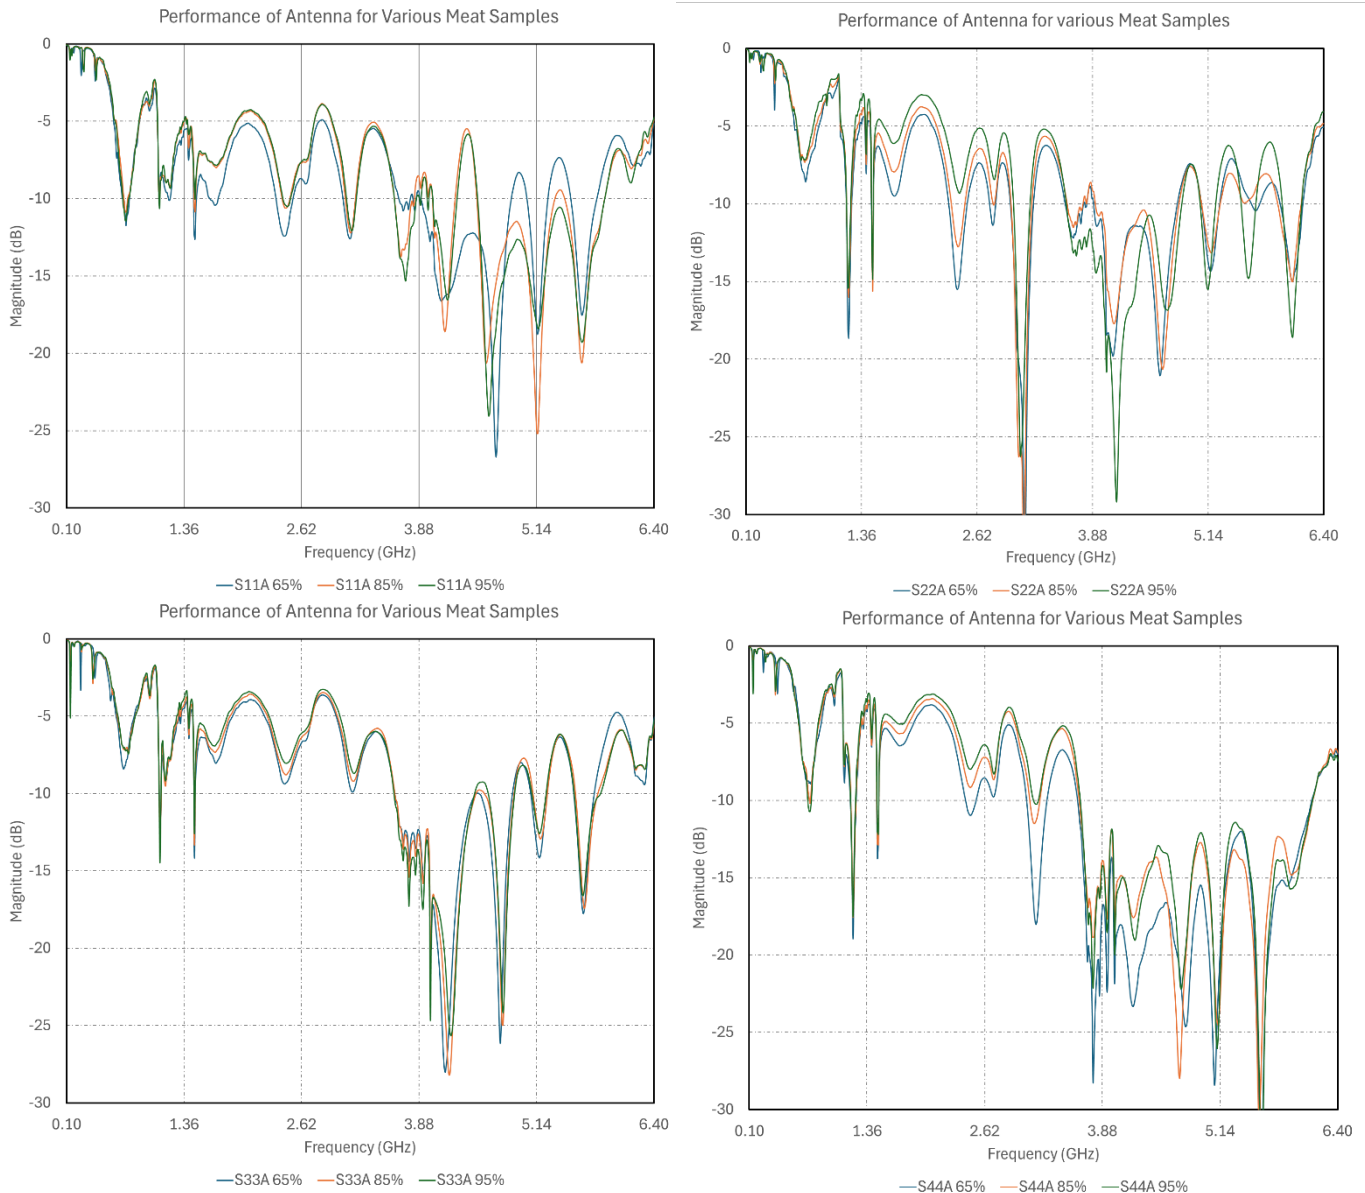 Performance of Antenna for Various Meat Samples
0
-5
-10
-15
-20
-25
-30
Magnitude (dB)
0.10 1.36 2.62 3.88 5.14 6.40
Frequency (GHz)
S11A 65% S11A 85% S11A 95%
Performance of Antenna for various Meat Samples
0
-5
-10
-15
-20
-25
-30
Magnitude (dB)
0.10 1.36 2.62 3.88 5.14 6.40
Frequency (GHz)
S22A 65% S22A 85% S22A 95%
Performance of Antenna for Various Meat Samples
0
-5
-10
-15
-20
-25
-30
Magnitude (dB)
0.10 1.36 2.62 3.88 5.14 6.40
Frequency (GHz)
S33A 65% S33A 85% S33A 95%
Performance of Antenna for Various Meat Samples
0
-5
-10
-15
-20
-25
-30
Magnitude (dB)
0.10 1.36 2.62 3.88 5.14 6.40
Frequency (GHz)
S44A 65% S44A 85% S44A 95%